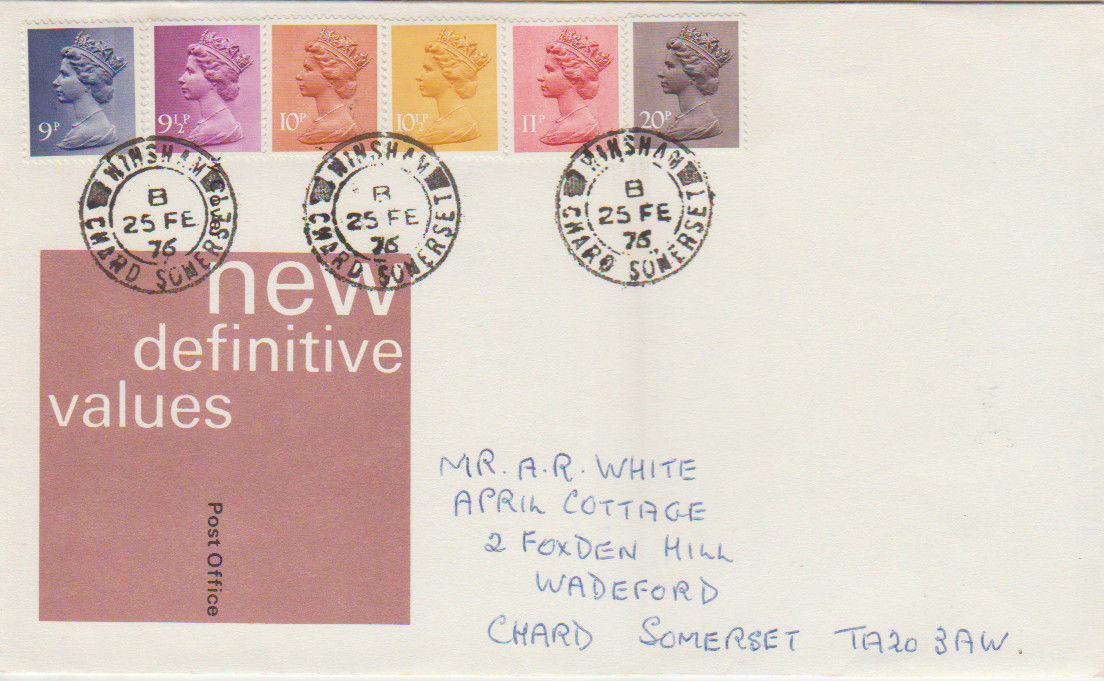 9P
9½P
10P
10½P
11P
20P
WINSHAM
B
25 FE
76
CHARD SOMERSET
WINSHAM
B
25 FE
76
CHARD SOMERSET
WINSHAM
B
25 FE
76
CHARD SOMERSET
Cover
new
definitive
values
Post Office
MR. A.R. WHITE
APRIL COTTAGE
2 FOXDEN HILL
WADEFORD
CHARD SOMERSET TA20 3AW.